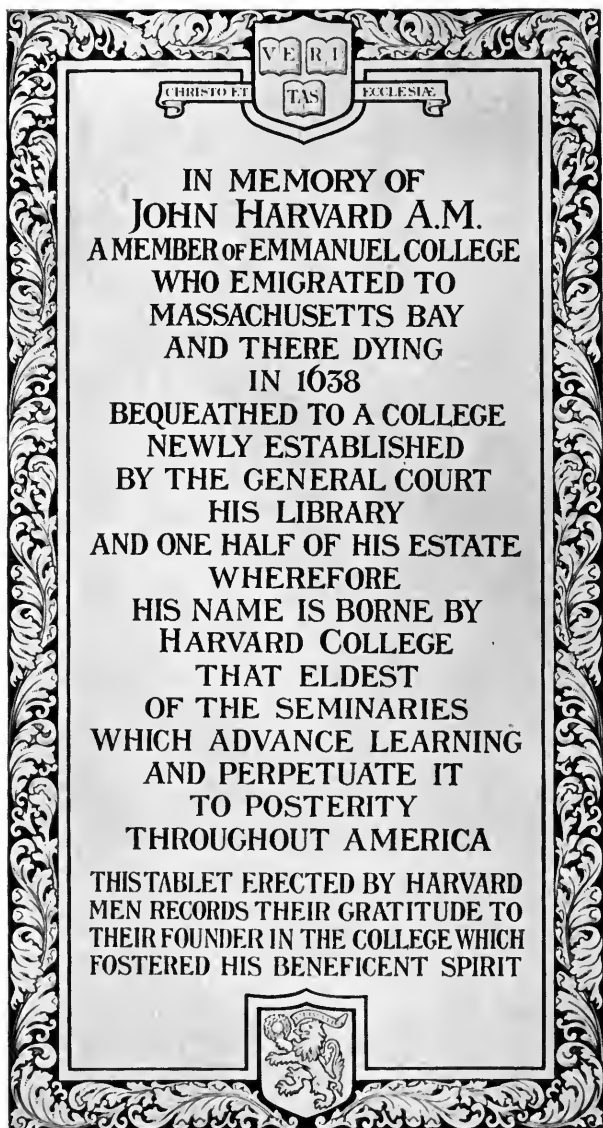 VE RI
TAS
CHRISTO ET ECCLESIÆ
IN MEMORY OF
JOHN HARVARD A.M.
A MEMBER OF EMMANUEL COLLEGE
WHO EMIGRATED TO
MASSACHUSETTS BAY
AND THERE DYING
IN 1638
BEQUEATHED TO A COLLEGE
NEWLY ESTABLISHED
BY THE GENERAL COURT
HIS LIBRARY
AND ONE HALF OF HIS ESTATE
WHEREFORE
HIS NAME IS BORNE BY
HARVARD COLLEGE
THAT ELDEST
OF THE SEMINARIES
WHICH ADVANCE LEARNING
AND PERPETUATE IT
TO POSTERITY
THROUGHOUT AMERICA
THIS TABLET ERECTED BY HARVARD
MEN RECORDS THEIR GRATITUDE TO
THEIR FOUNDER IN THE COLLEGE WHICH
FOSTERED HIS BENEFICENT SPIRIT